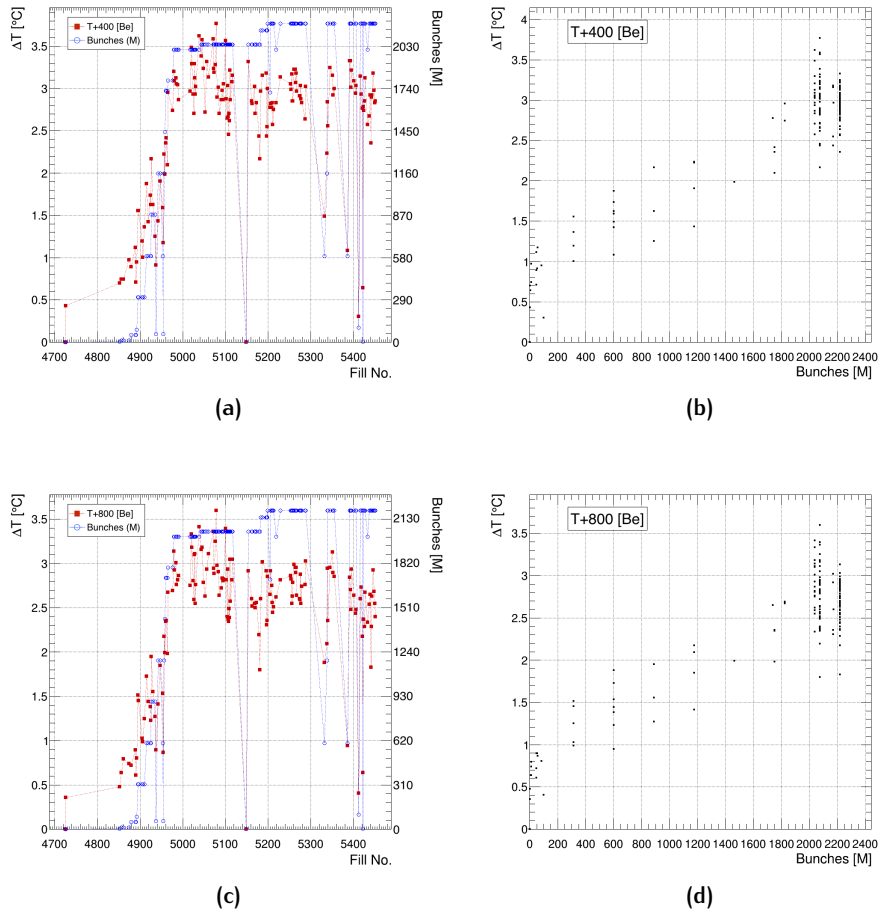 ΔT [°C]
Bunches [M]
T+400 [Be]
Bunches (M)
3.5
3
2.5
2
1.5
1
0.5
0
2030
1740
1450
1160
870
580
290
0
4700 4800 4900 5000 5100 5200 5300 5400
Fill No.
(a)
ΔT [°C]
T+400 [Be]
4
3.5
3
2.5
2
1.5
1
0.5
0
0 200 400 600 800 1000 1200 1400 1600 1800 2000 2200 2400
Bunches [M]
(b)
ΔT [°C]
Bunches [M]
T+800 [Be]
Bunches (M)
3.5
3
2.5
2
1.5
1
0.5
0
2130
1820
1510
1240
930
620
310
0
4700 4800 4900 5000 5100 5200 5300 5400
Fill No.
(c)
ΔT [°C]
T+800 [Be]
3.5
3
2.5
2
1.5
1
0.5
0
0 200 400 600 800 1000 1200 1400 1600 1800 2000 2200 2400
Bunches [M]
(d)